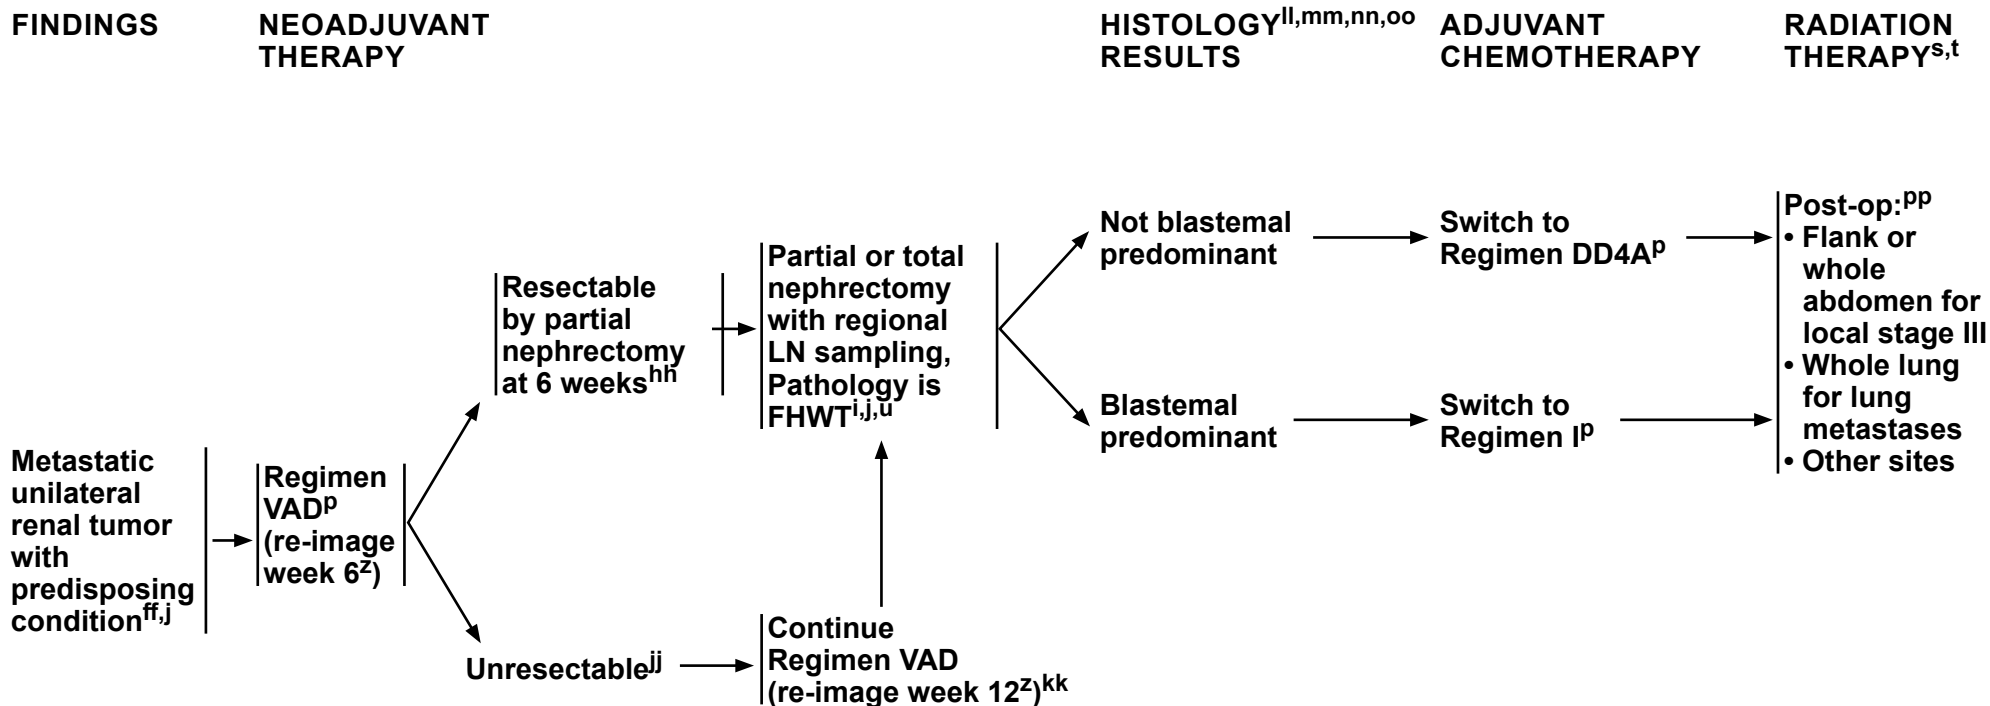 FINDINGS
NEOADJUVANT
THERAPY
HISTOLOGYll,mm,nn,oo
RESULTS
ADJUVANT
CHEMOTHERAPY
RADIATION
THERAPYs,t
Metastatic
unilateral
renal tumor
with
predisposing
conditionff,j
Regimen
VADp
(re-image
week 6z)
Resectable
by partial
nephrectomy
at 6 weekshh
Unresectablejj
Partial or total
nephrectomy
with regional
LN sampling,
Pathology is
FHWTi,j,u
Continue
Regimen VAD
(re-image week 12z)kk
Not blastemal
predominant
Blastemal
predominant
Switch to
Regimen DD4Ap
Switch to
Regimen Ip
Post-op:pp
• Flank or
whole
abdomen for
local stage III
• Whole lung
for lung
metastases
• Other sites